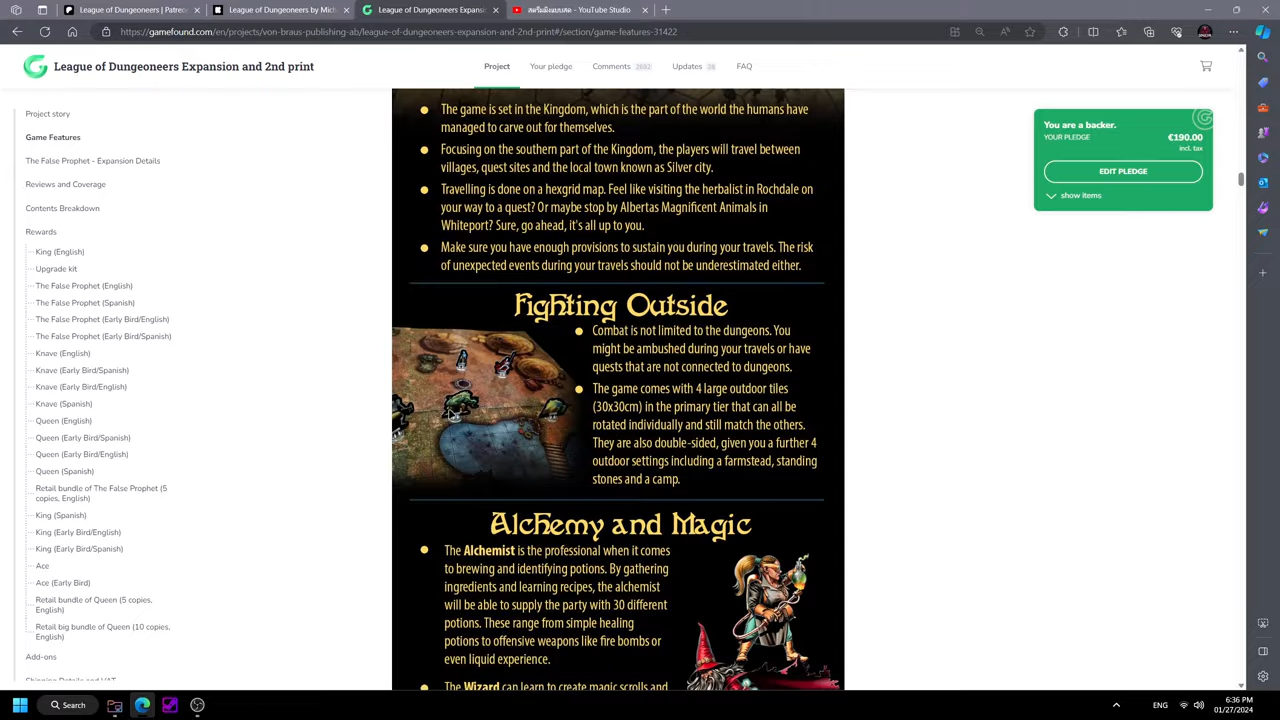 League of Dungeoneers | Patreo
League of Dungeoneers by Mich
League of Dungeoneers Expansi
สตรีมมิงแบบสด - YouTube Studio
https://gamefound.com/en/projects/von-braus-publishing-ab/league-of-dungeoneers-expansion-and-2nd-print#/section/game-features-31422
League of Dungeoneers Expansion and 2nd print
Project
Your pledge
Comments 2692
Updates 28
FAQ
Project story
Game Features
The False Prophet - Expansion Details
Reviews and Coverage
Contents Breakdown
Rewards
King (English)
Upgrade kit
The False Prophet (English)
The False Prophet (Spanish)
The False Prophet (Early Bird/English)
The False Prophet (Early Bird/Spanish)
Knave (English)
Knave (Early Bird/Spanish)
Knave (Early Bird/English)
Knave (Spanish)
Queen (English)
Queen (Early Bird/Spanish)
Queen (Early Bird/English)
Queen (Spanish)
Retail bundle of The False Prophet (5
copies, English)
King (Spanish)
King (Early Bird/English)
King (Early Bird/Spanish)
Ace
Ace (Early Bird)
Retail bundle of Queen (5 copies,
English)
Retail big bundle of Queen (10 copies,
English)
Add-ons
Shipping Details and VAT
The game is set in the Kingdom, which is the part of the world the humans have
managed to carve out for themselves.
Focusing on the southern part of the Kingdom, the players will travel between
villages, quest sites and the local town known as Silver city.
Travelling is done on a hexgrid map. Feel like visiting the herbalist in Rochdale on
your way to a quest? Or maybe stop by Albertas Magnificent Animals in
Whiteport? Sure, go ahead, it's all up to you.
Make sure you have enough provisions to sustain you during your travels. The risk
of unexpected events during your travels should not be underestimated either.
Fighting Outside
Combat is not limited to the dungeons. You
might be ambushed during your travels or have
quests that are not connected to dungeons.
The game comes with 4 large outdoor tiles
(30x30cm) in the primary tier that can all be
rotated individually and still match the others.
They are also double-sided, given you a further 4
outdoor settings including a farmstead, standing
stones and a camp.
Alchemy and Magic
The Alchemist is the professional when it comes
to brewing and identifying potions. By gathering
ingredients and learning recipes, the alchemist
will be able to supply the party with 30 different
potions. These range from simple healing
potions to offensive weapons like fire bombs or
even liquid experience.
The Wizard can learn to create magic scrolls and
You are a backer.
YOUR PLEDGE
€190.00
incl. tax
EDIT PLEDGE
show items
Search
ENG
6:36 PM
01/27/2024